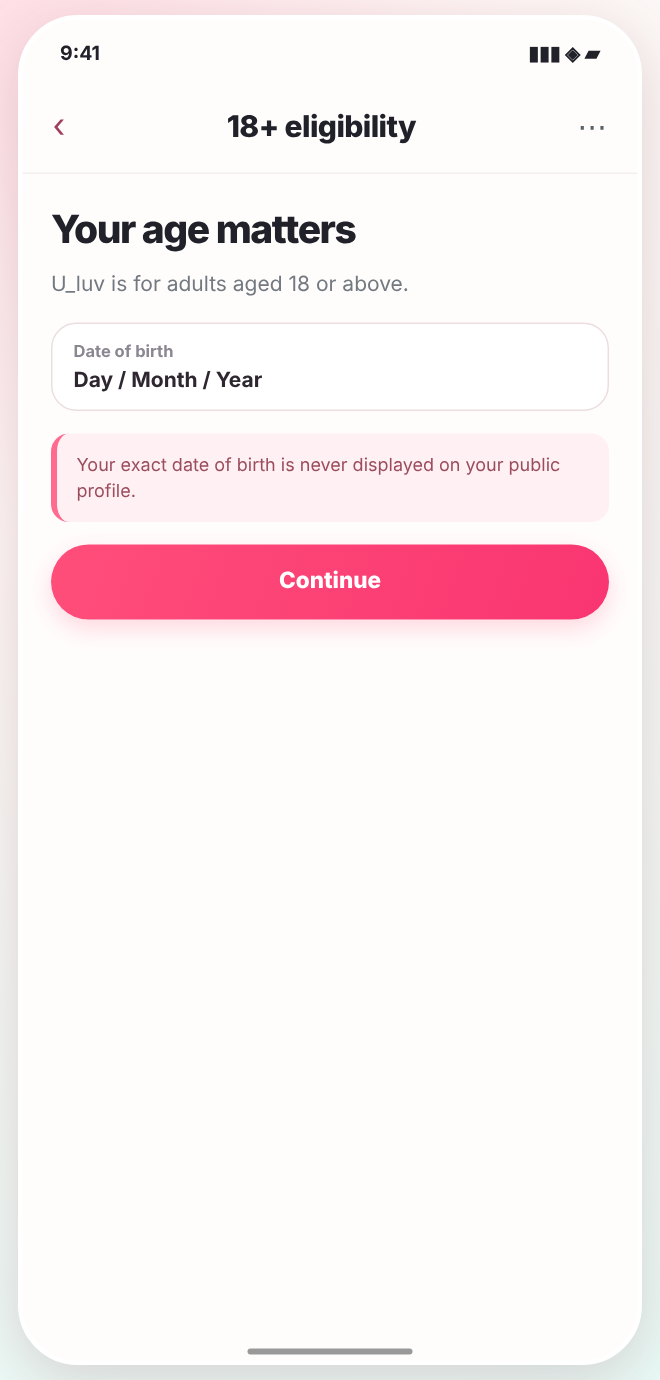 9:41
18+ eligibility
Your age matters
U_luv is for adults aged 18 or above.
Date of birth
Day / Month / Year
Your exact date of birth is never displayed on your public
profile.
Continue